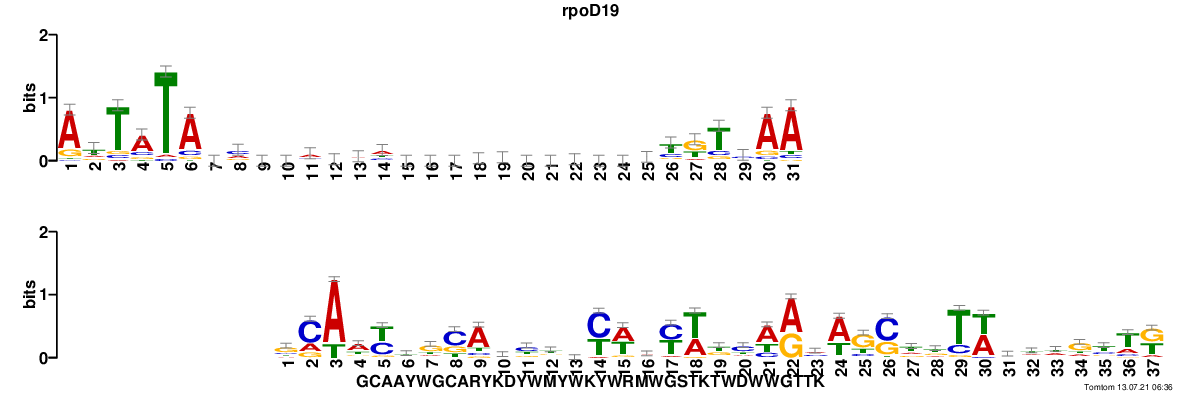 rpoD19
2
1
0
bits
1 2 3 4 5 6 7 8 9 10 11 12 13 14 15 16 17 18 19 20 21 22 23 24 25 26 27 28 29 30 31
2
1
0
bits
1 2 3 4 5 6 7 8 9 10 11 12 13 14 15 16 17 18 19 20 21 22 23 24 25 26 27 28 29 30 31 32 33 34 35 36 37
GCAAYWGCARYKDYWMYWKYWRMWGSTKTWDWWGTTK
Tomtom 13.07.21 06:36